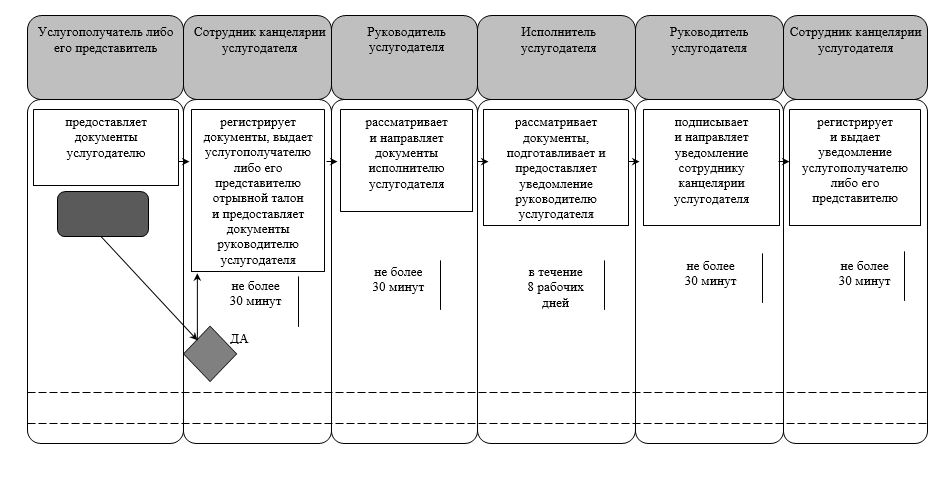 Услугополучатель либо
его представитель
Сотрудник канцелярии
услугодателя
Руководитель
услугодателя
Исполнитель
услугодателя
Руководитель
услугодателя
Сотрудник канцелярии
услугодателя
предоставляет
документы
услугодателю
регистрирует
документы, выдает
услугополучателю
либо его
представителю
отрывной талон
и предоставляет
документы
руководителю
услугодателя
рассматривает
и направляет
документы
исполнителю
услугодателя
рассматривает
документы,
подготавливает и
предоставляет
уведомление
руководителю
услугодателя
подписывает
и направляет
уведомление
сотруднику
канцелярии
услугодателя
регистрирует
и выдает
уведомление
услугополучателю
либо его
представителю
не более
30 минут
не более
30 минут
в течение
8 рабочих
дней
не более
30 минут
не более
30 минут
ДА